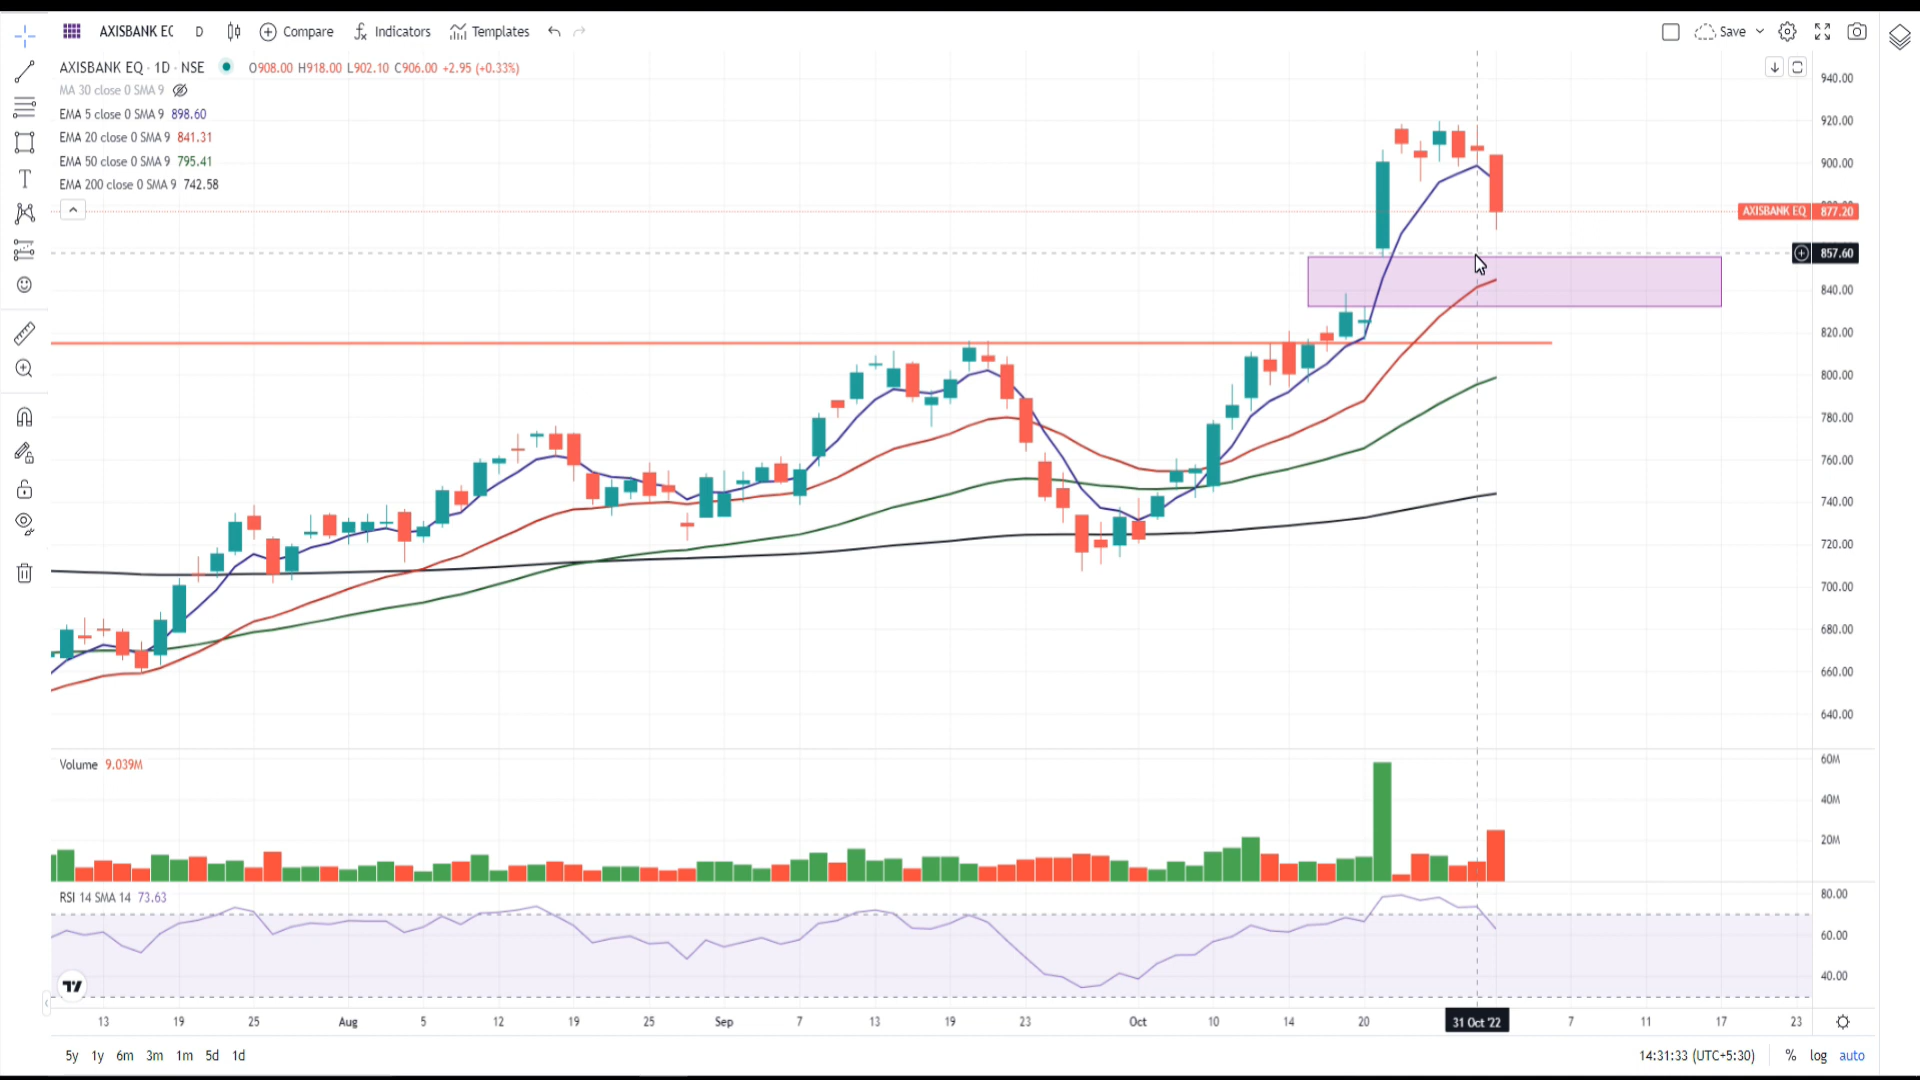 AXISBANK EC D Compare Indicators Templates Save
AXISBANK EQ · 1D · NSE O908.00 H918.00 L902.10 C906.00 +2.95 (+0.33%)
MA 30 close 0 SMA 9
EMA 5 close 0 SMA 9 898.60
EMA 20 close 0 SMA 9 841.31
EMA 50 close 0 SMA 9 795.41
EMA 200 close 0 SMA 9 742.58
940.00
920.00
900.00
AXISBANK EQ 877.20
857.60
840.00
820.00
800.00
780.00
760.00
740.00
720.00
700.00
680.00
660.00
640.00
Volume 9.039M
60M
40M
20M
RSI 14 SMA 14 73.63
80.00
60.00
40.00
13 19 25 Aug 5 12 19 25 Sep 7 13 19 23 Oct 10 14 20 31 Oct '22 7 11 17 23
5y 1y 6m 3m 1m 5d 1d 14:31:33 (UTC+5:30) % log auto